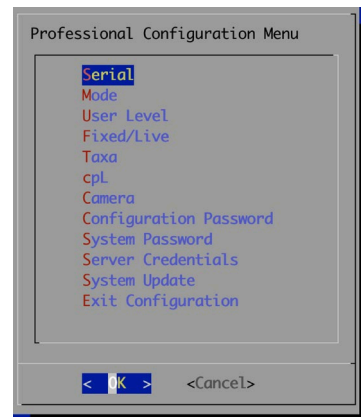 Professional Configuration Menu
Serial
Mode
User Level
Fixed/Live
Taxa
cpL
Camera
Configuration Password
System Password
Server Credentials
System Update
Exit Configuration
< OK > <Cancel>